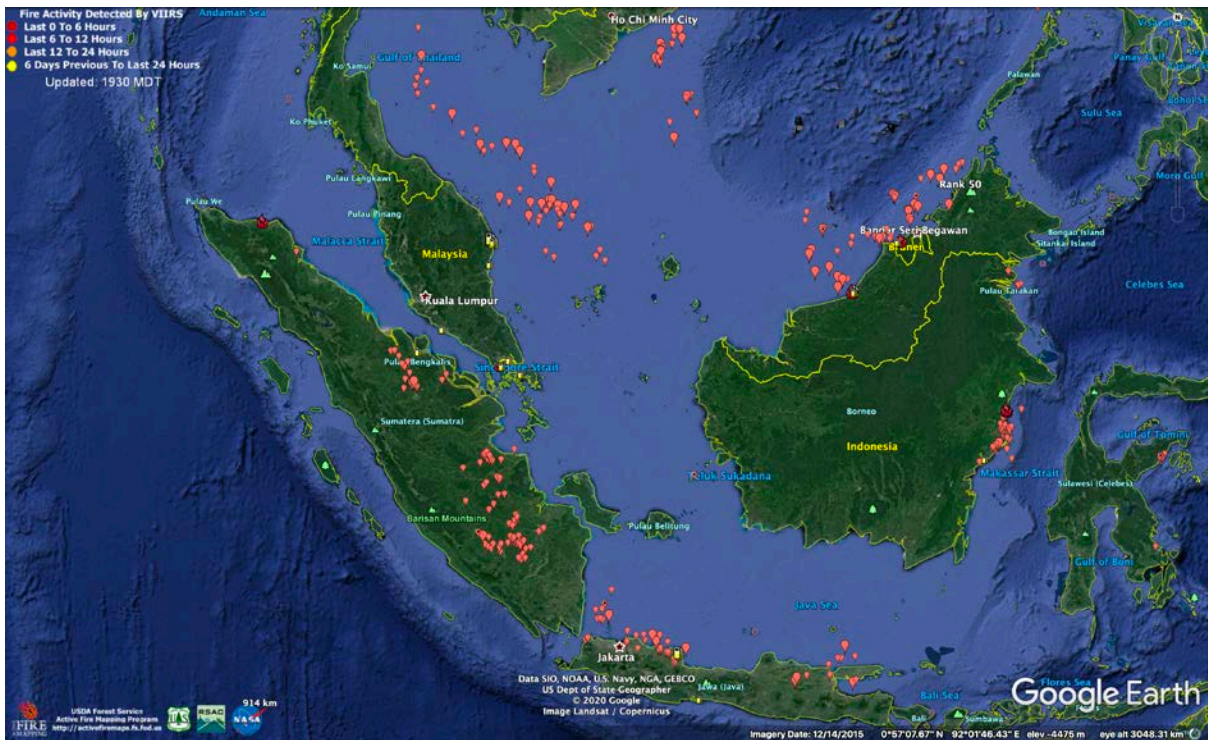 Fire Activity Detected By VIIRS
Last 0 To 6 Hours
Last 6 To 12 Hours
Last 12 To 24 Hours
6 Days Previous To Last 24 Hours
Updated: 1930 MDT
Andaman Sea
Ho Chi Minh City
Gulf of Thailand
Ko Samui
Ko Phuket
Palawan
Panay Gulf
Sulu Sea
Moro Gulf
Pulau Langkawi
Pulau We
Pulau Pinang
Malacca Strait
Malaysia
Kuala Lumpur
Rank 50
Bandar Seri Begawan
Brunei
Bongao Island
Sitankai Island
Celebes Sea
Pulau Tarakan
Pulau Bengkalis
Singapore Strait
Sumatera (Sumatra)
Borneo
Indonesia
Teluk Sukadana
Makassar Strait
Gulf of Tomini
Sulawesi (Celebes)
Barisan Mountains
Pulau Belitung
Gulf of Boni
Java Sea
Jakarta
Jawa (Java)
Bali Sea
Flores Sea
Bali
Sumbawa
Data SIO, NOAA, U.S. Navy, NGA, GEBCO
US Dept of State Geographer
© 2020 Google
Image Landsat / Copernicus
Google Earth
914 km
FIRE
MAPPING
USDA Forest Service
Active Fire Mapping Program
http://activefiremaps.fs.fed.us
UAS
RSAC
NASA
Imagery Date: 12/14/2015 0°57'07.67" N 92°01'46.43" E elev -4475 m eye alt 3048.31 km